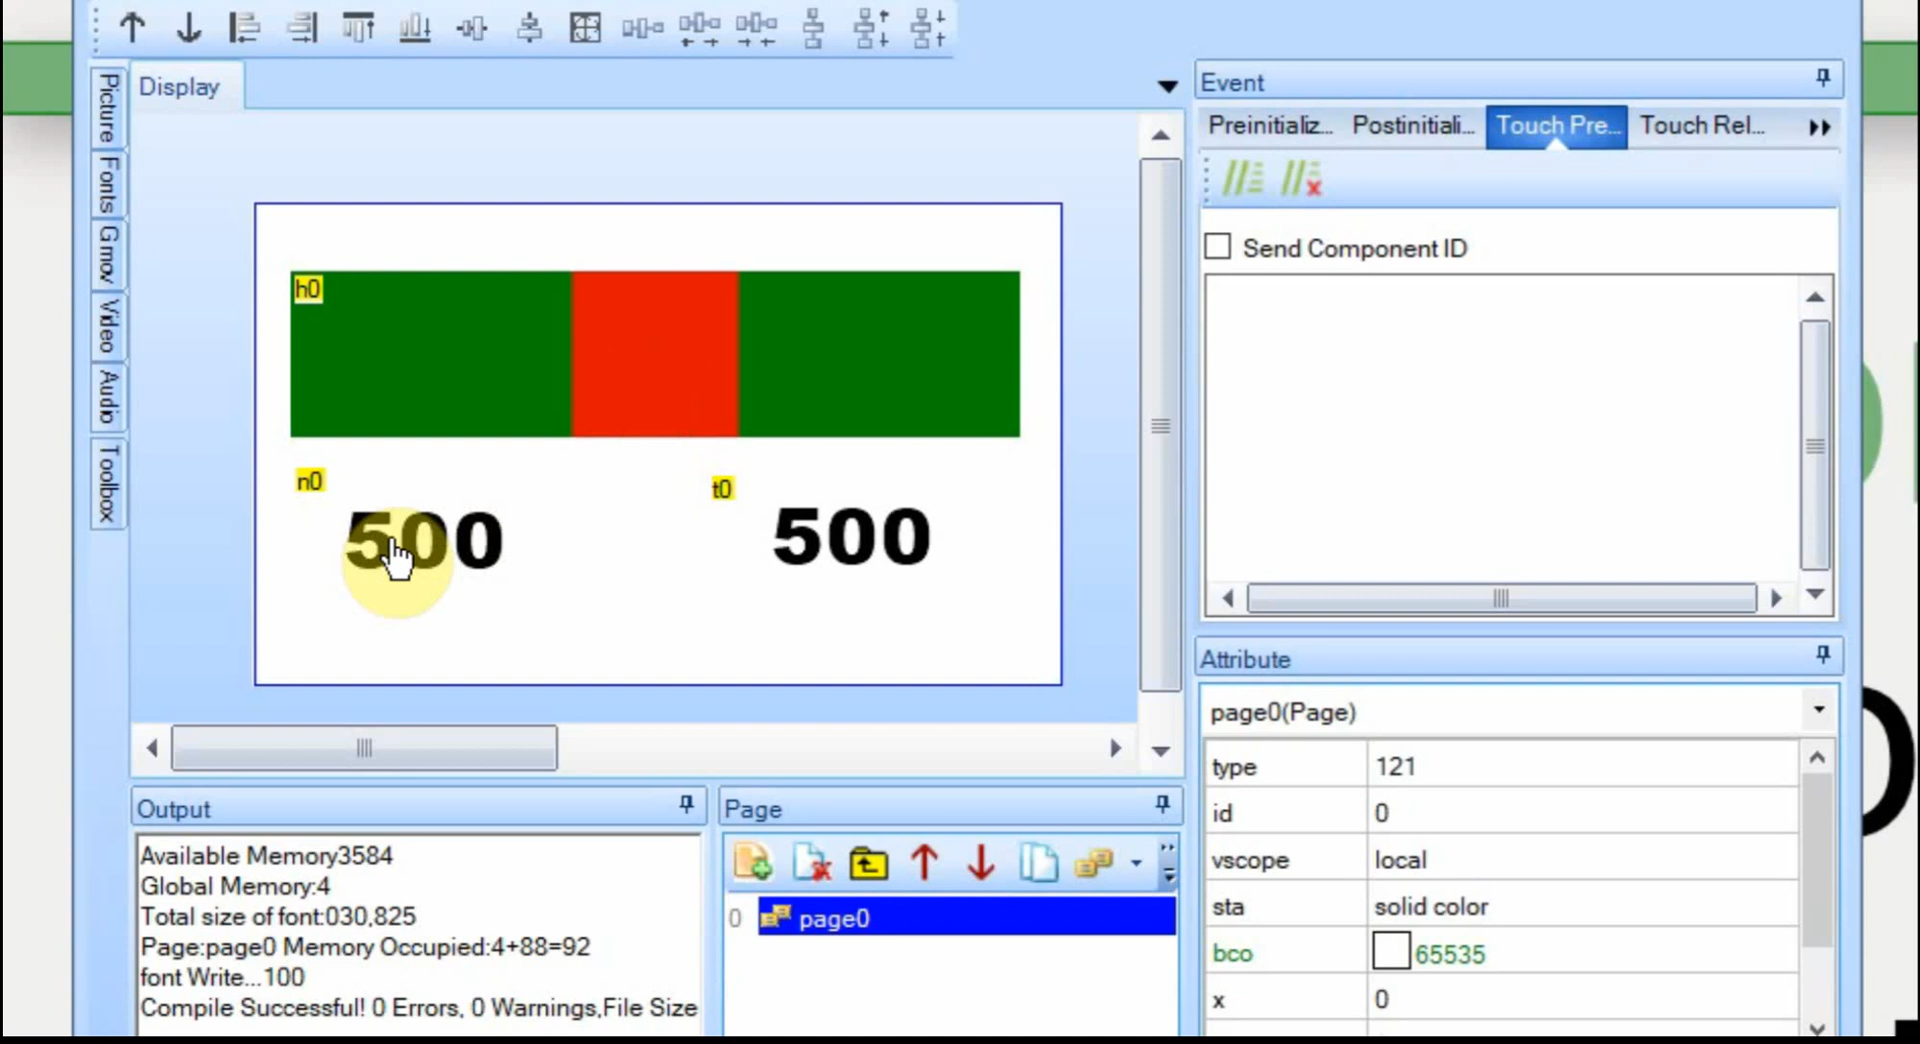 Display
Picture
Fonts
Gmov
Video
Audio
Toolbox
h0
n0
500
t0
500
Event
Preinitializ...
Postinitiali...
Touch Pre...
Touch Rel...
Send Component ID
Attribute
page0(Page)
type 121
id 0
vscope local
sta solid color
bco 65535
x 0
Output
Available Memory3584
Global Memory:4
Total size of font:030,825
Page:page0 Memory Occupied:4+88=92
font Write...100
Compile Successful! 0 Errors, 0 Warnings,File Size
Page
0 page0